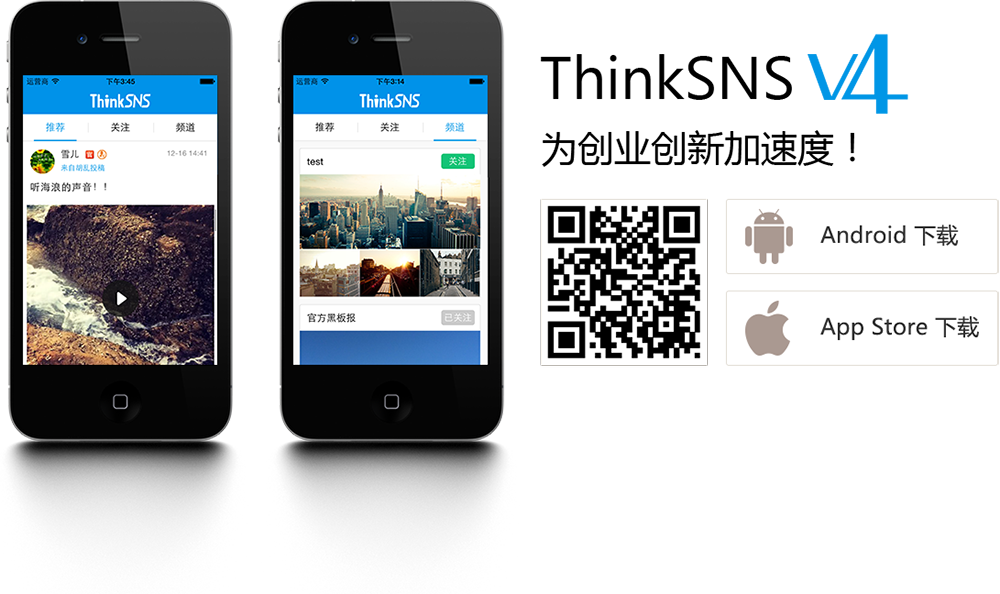 运营商 下午3:45
ThinkSNS
推荐 关注 频道
雪儿 12-16 14:41
来自胡乱投稿
听海浪的声音！！
运营商 下午3:14
ThinkSNS
推荐 关注 频道
test 关注
官方黑板报 已关注
ThinkSNS V4
为创业创新加速度！
Android 下载
App Store 下载